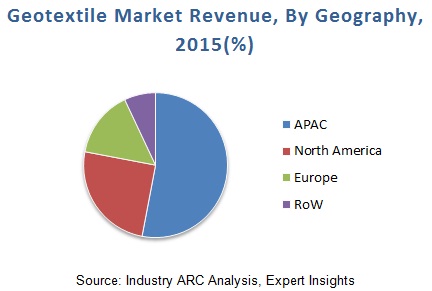 Geotextile Market Revenue, By Geography,
2015(%)
APAC
North America
Europe
RoW
Source: Industry ARC Analysis, Expert Insights